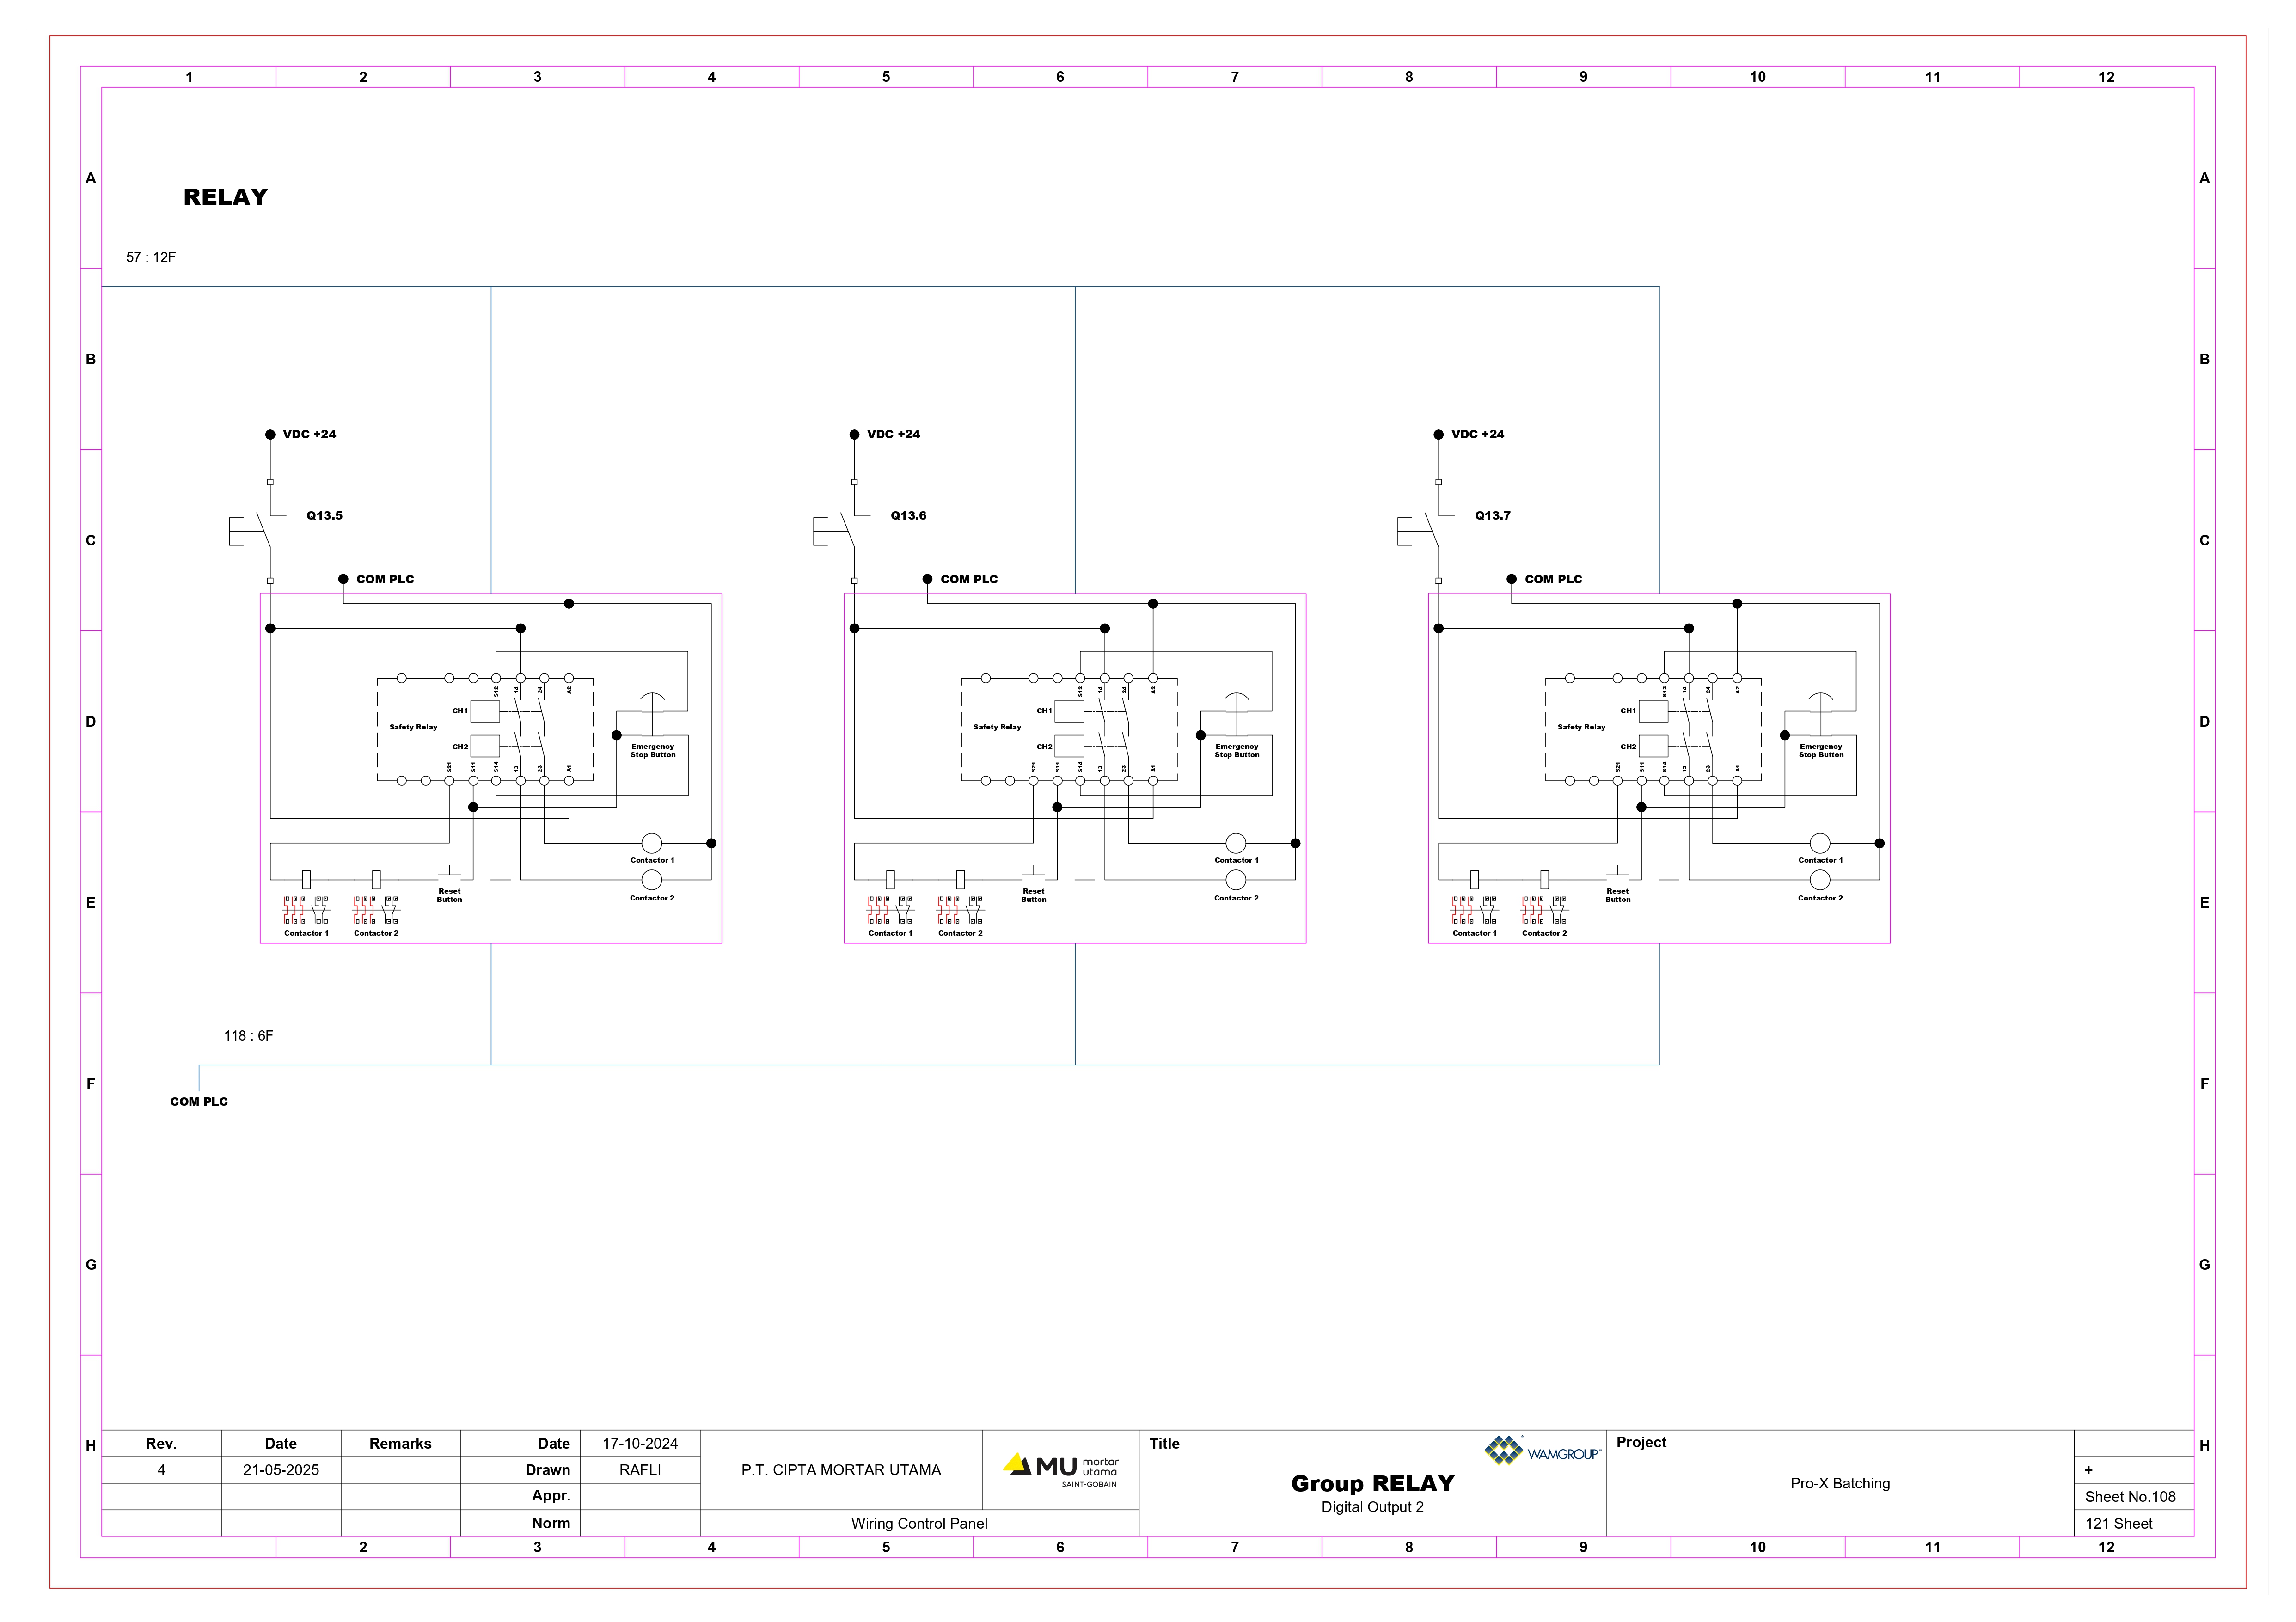 1 2 3 4 5 6 7 8 9 10 11 12
A A
RELAY
57 : 12F
B B
VDC +24 VDC +24 VDC +24
Q13.5 Q13.6 Q13.7
C C
COM PLC COM PLC COM PLC
S12 14 24 A2 S12 14 24 A2 S12 14 24 A2
CH1 CH1 CH1
D D
Safety Relay Safety Relay Safety Relay
CH2 CH2 CH2
Emergency Emergency Emergency
Stop Button Stop Button Stop Button
S21 S11 S14 13 23 A1 S21 S11 S14 13 23 A1 S21 S11 S14 13 23 A1
Contactor 1 Contactor 1 Contactor 1
Reset Reset Reset
Button Button Button
Contactor 2 Contactor 2 Contactor 2
E E
Contactor 1 Contactor 2 Contactor 1 Contactor 2 Contactor 1 Contactor 2
118 : 6F
F F
COM PLC
G G
H H
Rev. Date Remarks Date 17-10-2024
4 21-05-2025 Drawn RAFLI
Appr.
Norm
P.T. CIPTA MORTAR UTAMA
MU mortar
utama
SAINT-GOBAIN
Wiring Control Panel
Title
WAMGROUP
Group RELAY
Digital Output 2
Project
Pro-X Batching
+
Sheet No.108
121 Sheet
2 3 4 5 6 7 8 9 10 11 12